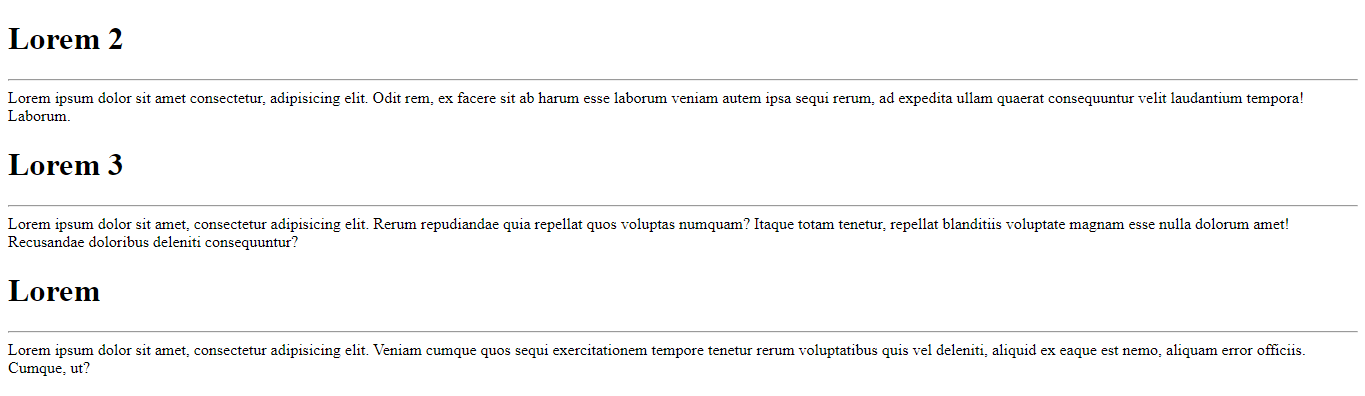 Lorem 2
Lorem ipsum dolor sit amet consectetur, adipisicing elit. Odit rem, ex facere sit ab harum esse laborum veniam autem ipsa sequi rerum, ad expedita ullam quaerat consequuntur velit laudantium tempora!
Laborum.
Lorem 3
Lorem ipsum dolor sit amet, consectetur adipisicing elit. Rerum repudiandae quia repellat quos voluptas numquam? Itaque totam tenetur, repellat blanditiis voluptate magnam esse nulla dolorum amet!
Recusandae doloribus deleniti consequuntur?
Lorem
Lorem ipsum dolor sit amet, consectetur adipisicing elit. Veniam cumque quos sequi exercitationem tempore tenetur rerum voluptatibus quis vel deleniti, aliquid ex eaque est nemo, aliquam error officiis.
Cumque, ut?